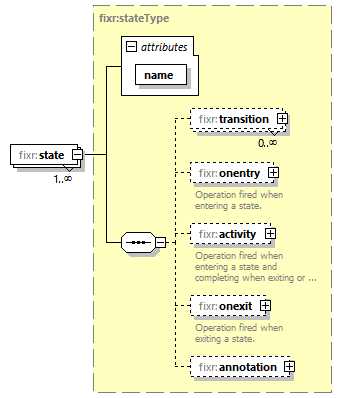 fixr:stateType
attributes
name
fixr:state
1..∞
fixr:transition
0..∞
fixr:onentry
Operation fired when
entering a state.
fixr:activity
Operation fired when
entering a state and
completing when exiting or ...
fixr:onexit
Operation fired when
exiting a state.
fixr:annotation